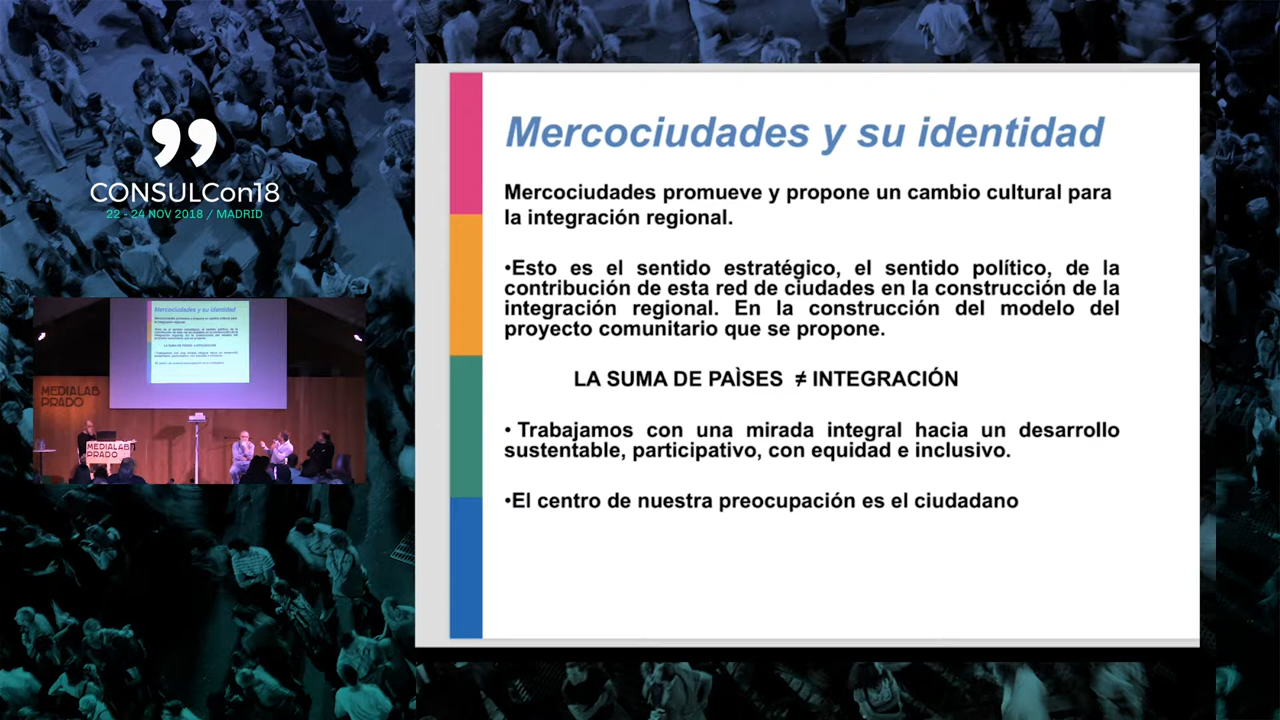 CONSULCon18
22 - 24 NOV 2018 / MADRID
MEDIALAB
PRADO
MEDIALAB
PRADO
Mercociudades y su identidad
Mercociudades promueve y propone un cambio cultural para
la integración regional.
•Esto es el sentido estratégico, el sentido político, de la
contribución de esta red de ciudades en la construcción de la
integración regional. En la construcción del modelo del
proyecto comunitario que se propone.
LA SUMA DE PAÌSES ≠ INTEGRACIÓN
• Trabajamos con una mirada integral hacia un desarrollo
sustentable, participativo, con equidad e inclusivo.
•El centro de nuestra preocupación es el ciudadano